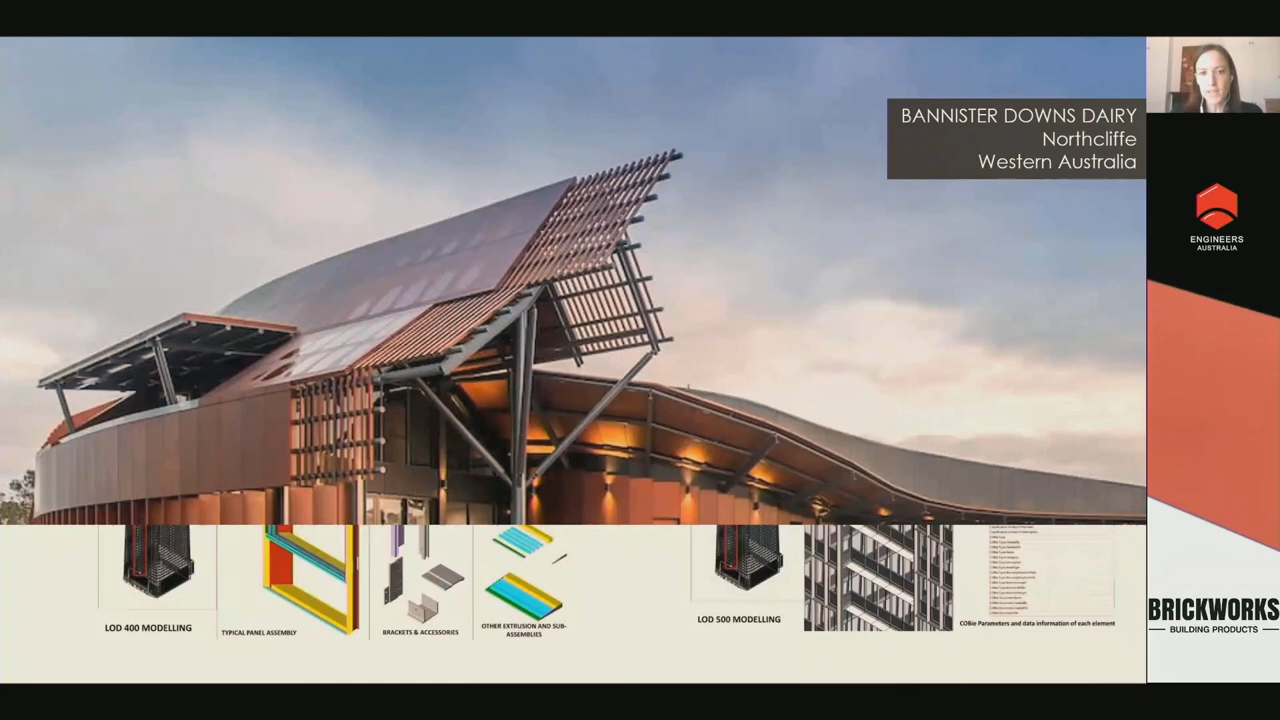 BANNISTER DOWNS DAIRY
Northcliffe
Western Australia
ENGINEERS
AUSTRALIA
LOD 400 MODELLING
TYPICAL PANEL ASSEMBLY
BRACKETS & ACCESSORIES
OTHER EXTRUSION AND SUB-
ASSEMBLIES
LOD 500 MODELLING
COBie Parameters and data information of each element
BRICKWORKS
BUILDING PRODUCTS